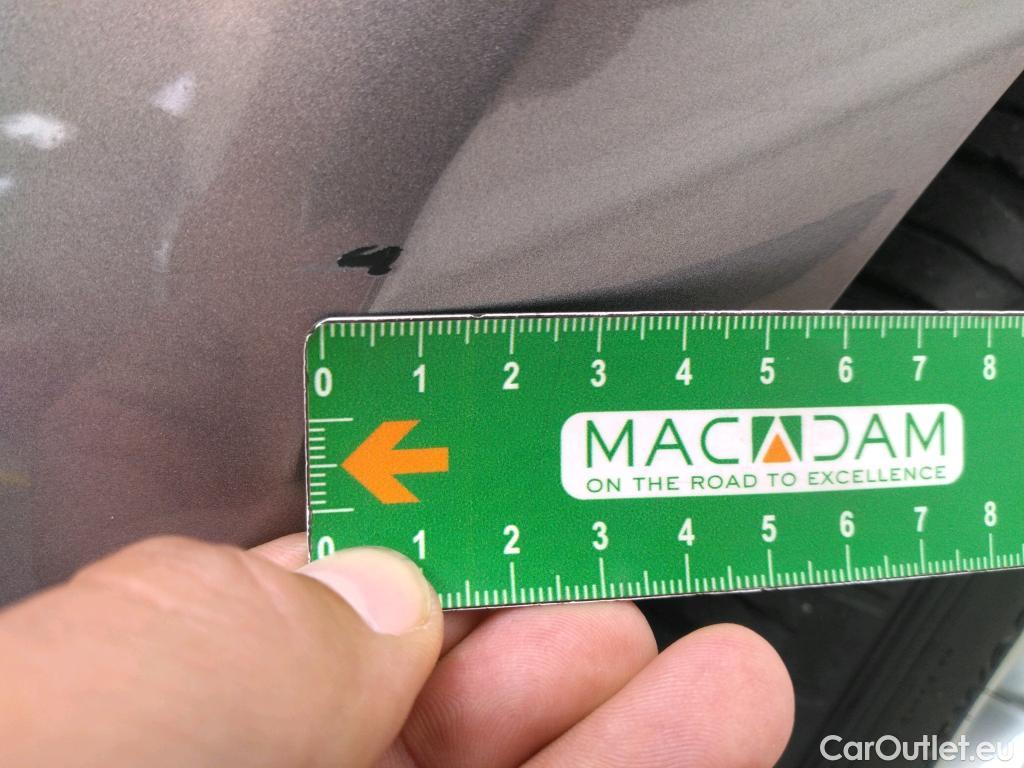 0 1 2 3 4 5 6 7 8
MACADAM
ON THE ROAD TO EXCELLENCE
0 1 2 3 4 5 6 7 8
CarOutlet.eu